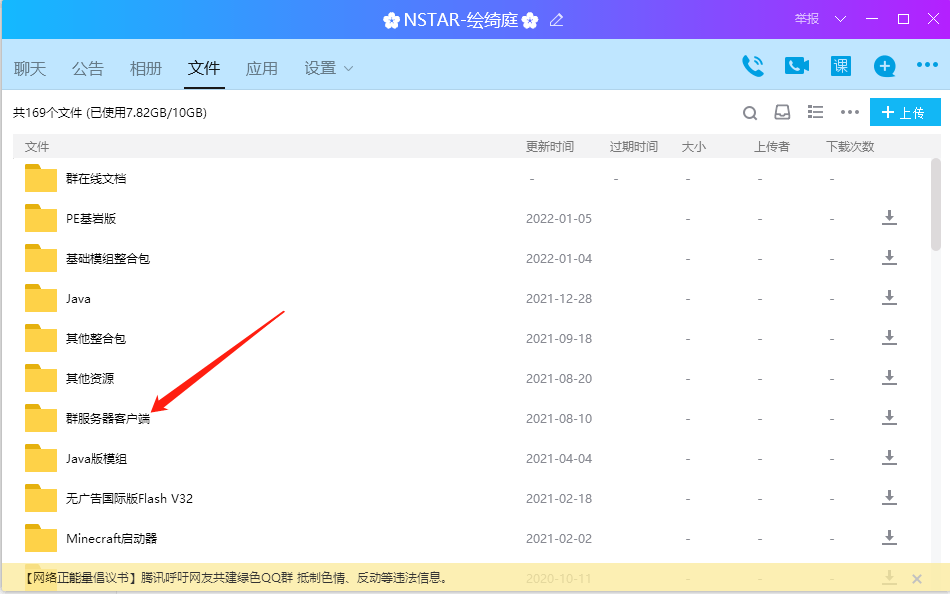 NSTAR-绘绮庭
举报
聊天 公告 相册 文件 应用 设置
课
共169个文件 (已使用7.82GB/10GB)
上传
文件 更新时间 过期时间 大小 上传者 下载次数
群在线文档 - - - - -
PE基岩版 2022-01-05 - - -
基础模组整合包 2022-01-04 - - -
Java 2021-12-28 - - -
其他整合包 2021-09-18 - - -
其他资源 2021-08-20 - - -
群服务器客户端 2021-08-10 - - -
Java版模组 2021-04-04 - - -
无广告国际版Flash V32 2021-02-18 - - -
Minecraft启动器 2021-02-02 - - -
【网络正能量倡议书】腾讯呼吁网友共建绿色QQ群 抵制色情、反动等违法信息。 2020-10-11 - - -